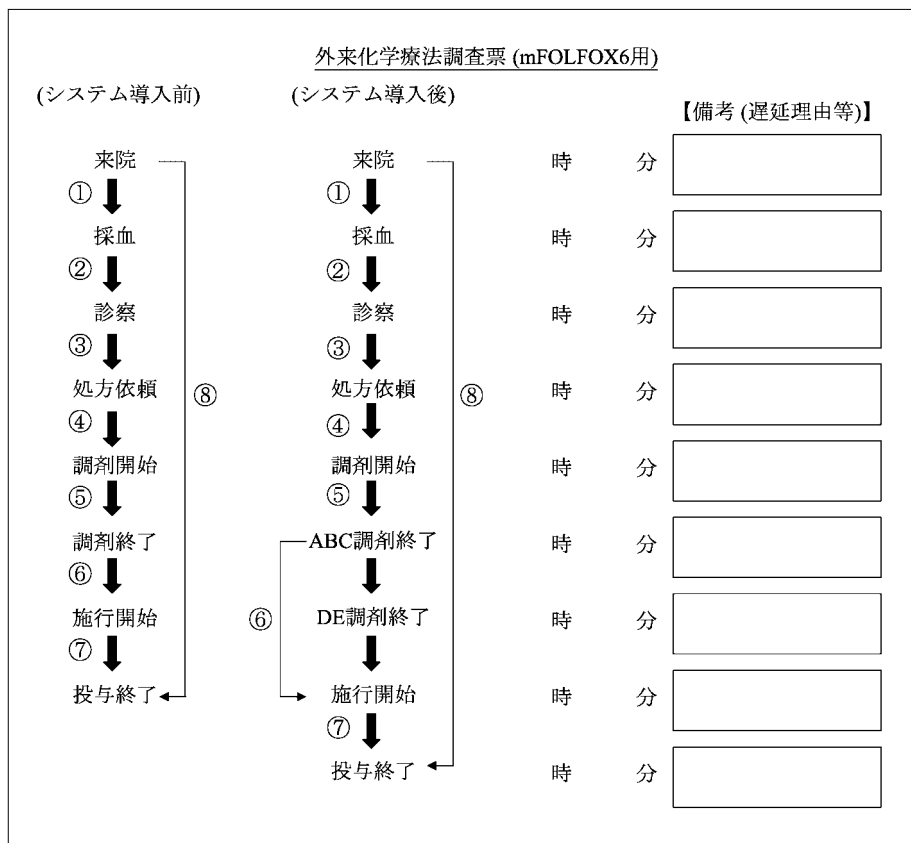 外来化学療法調査票 (mFOLFOX6用)
(システム導入前) (システム導入後)
【備考 (遅延理由等)】
来院 来院 時 分
① ①
採血 採血 時 分
② ②
診察 診察 時 分
③ ③
処方依頼 ⑧ 処方依頼 ⑧ 時 分
④ ④
調剤開始 調剤開始 時 分
⑤ ⑤
調剤終了 ABC調剤終了 時 分
⑥
施行開始 ⑥ DE調剤終了 時 分
⑦
投与終了 施行開始 時 分
⑦
投与終了 時 分